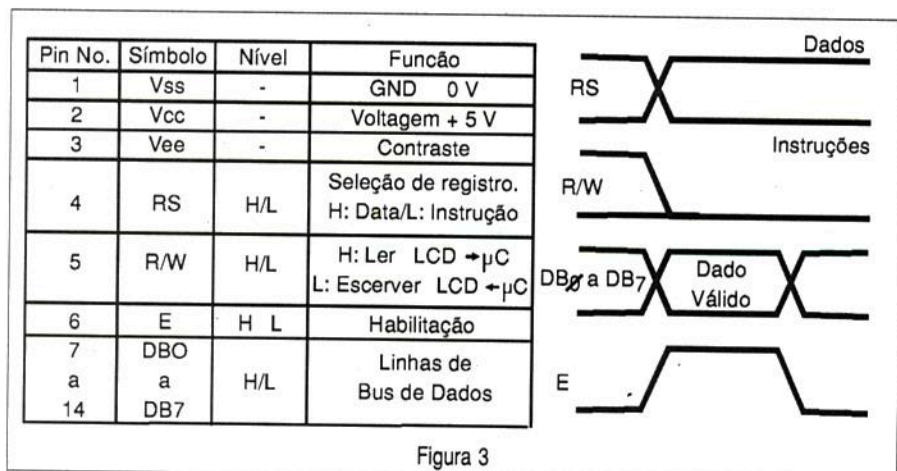 Pin No. Símbolo Nível Funcão
1 Vss - GND 0 V
2 Vcc - Voltagem + 5 V
3 Vee - Contraste
4 RS H/L Seleção de registro.
H: Data/L: Instrução
5 R/W H/L H: Ler LCD → µC
L: Escerver LCD ← µC
6 E H L Habilitação
7 DBO
a a H/L Linhas de
Bus de Dados
14 DB7
Dados
RS
Instruções
R/W
DB0 a DB7 Dado
Válido
E
Figura 3